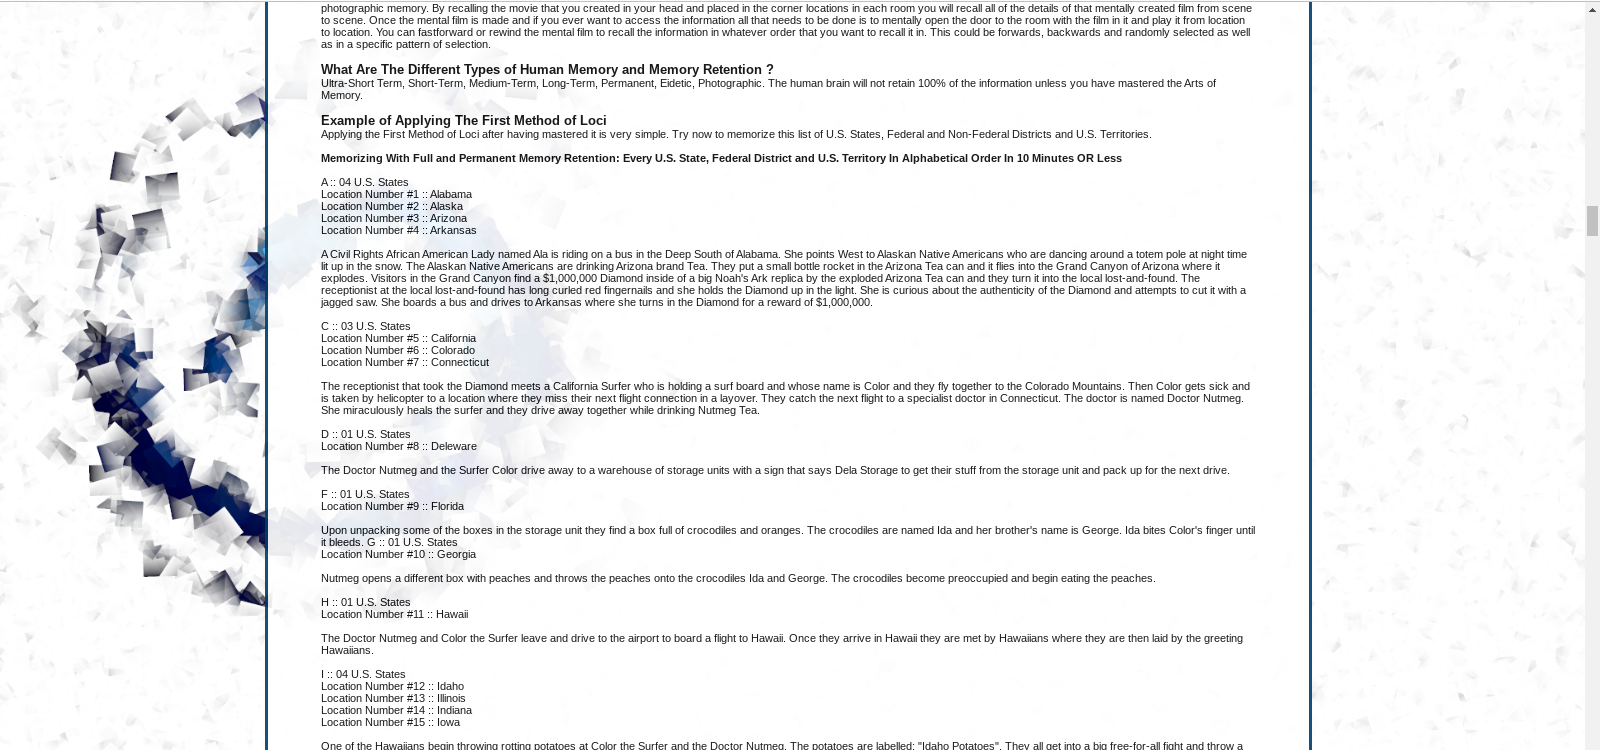 photographic memory. By recalling the movie that you created in your head and placed in the corner locations in each room you will recall all of the details of that mentally created film from scene
to scene. Once the mental film is made and if you ever want to access the information all that needs to be done is to mentally open the door to the room with the film in it and play it from location
to location. You can fastforward or rewind the mental film to recall the information in whatever order that you want to recall it in. This could be forwards, backwards and randomly selected as well
as in a specific pattern of selection.
What Are The Different Types of Human Memory and Memory Retention ?
Ultra-Short Term, Short-Term, Medium-Term, Long-Term, Permanent, Eidetic, Photographic. The human brain will not retain 100% of the information unless you have mastered the Arts of
Memory.
Example of Applying The First Method of Loci
Applying the First Method of Loci after having mastered it is very simple. Try now to memorize this list of U.S. States, Federal and Non-Federal Districts and U.S. Territories.
Memorizing With Full and Permanent Memory Retention: Every U.S. State, Federal District and U.S. Territory In Alphabetical Order In 10 Minutes OR Less
A :: 04 U.S. States
Location Number #1 :: Alabama
Location Number #2 :: Alaska
Location Number #3 :: Arizona
Location Number #4 :: Arkansas
A Civil Rights African American Lady named Ala is riding on a bus in the Deep South of Alabama. She points West to Alaskan Native Americans who are dancing around a totem pole at night time
lit up in the snow. The Alaskan Native Americans are drinking Arizona brand Tea. They put a small bottle rocket in the Arizona Tea can and it flies into the Grand Canyon of Arizona where it
explodes. Visitors in the Grand Canyon find a $1,000,000 Diamond inside of a big Noah's Ark replica by the exploded Arizona Tea can and they turn it into the local lost-and-found. The
receptionist at the local lost-and-found has long curled red fingernails and she holds the Diamond up in the light. She is curious about the authenticity of the Diamond and attempts to cut it with a
jagged saw. She boards a bus and drives to Arkansas where she turns in the Diamond for a reward of $1,000,000.
C :: 03 U.S. States
Location Number #5 :: California
Location Number #6 :: Colorado
Location Number #7 :: Connecticut
The receptionist that took the Diamond meets a California Surfer who is holding a surf board and whose name is Color and they fly together to the Colorado Mountains. Then Color gets sick and
is taken by helicopter to a location where they miss their next flight connection in a layover. They catch the next flight to a specialist doctor in Connecticut. The doctor is named Doctor Nutmeg.
She miraculously heals the surfer and they drive away together while drinking Nutmeg Tea.
D :: 01 U.S. States
Location Number #8 :: Deleware
The Doctor Nutmeg and the Surfer Color drive away to a warehouse of storage units with a sign that says Dela Storage to get their stuff from the storage unit and pack up for the next drive.
F :: 01 U.S. States
Location Number #9 :: Florida
Upon unpacking some of the boxes in the storage unit they find a box full of crocodiles and oranges. The crocodiles are named Ida and her brother's name is George. Ida bites Color's finger until
it bleeds. G :: 01 U.S. States
Location Number #10 :: Georgia
Nutmeg opens a different box with peaches and throws the peaches onto the crocodiles Ida and George. The crocodiles become preoccupied and begin eating the peaches.
H :: 01 U.S. States
Location Number #11 :: Hawaii
The Doctor Nutmeg and Color the Surfer leave and drive to the airport to board a flight to Hawaii. Once they arrive in Hawaii they are met by Hawaiians where they are then laid by the greeting
Hawaiians.
I :: 04 U.S. States
Location Number #12 :: Idaho
Location Number #13 :: Illinois
Location Number #14 :: Indiana
Location Number #15 :: Iowa
One of the Hawaiians begin throwing rotting potatoes at Color the Surfer and the Doctor Nutmeg. The potatoes are labelled: "Idaho Potatoes". They all get into a big free-for-all fight and throw a